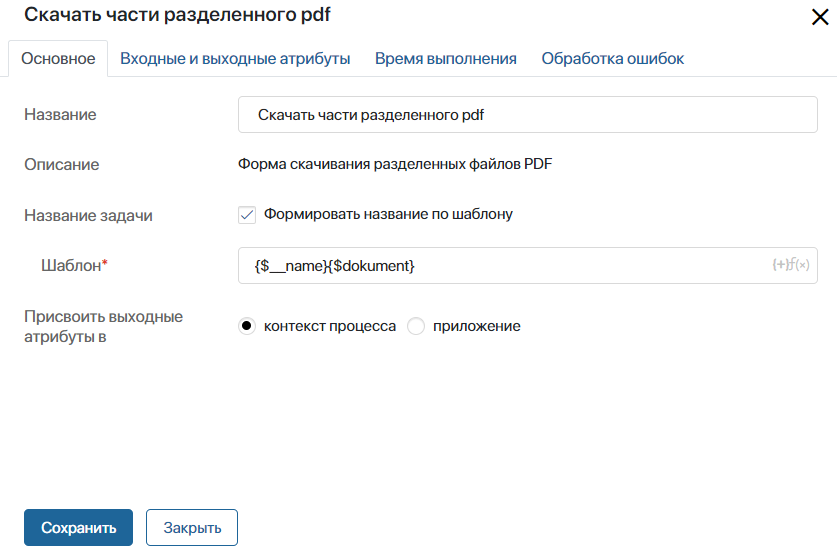 Скачать части разделенного pdf
Основное Входные и выходные атрибуты Время выполнения Обработка ошибок
Название Скачать части разделенного pdf
Описание Форма скачивания разделенных файлов PDF
Название задачи Формировать название по шаблону
Шаблон* {$__name}{$dokument} {+}f(×)
Присвоить выходные
атрибуты в контекст процесса приложение
Сохранить Закрыть